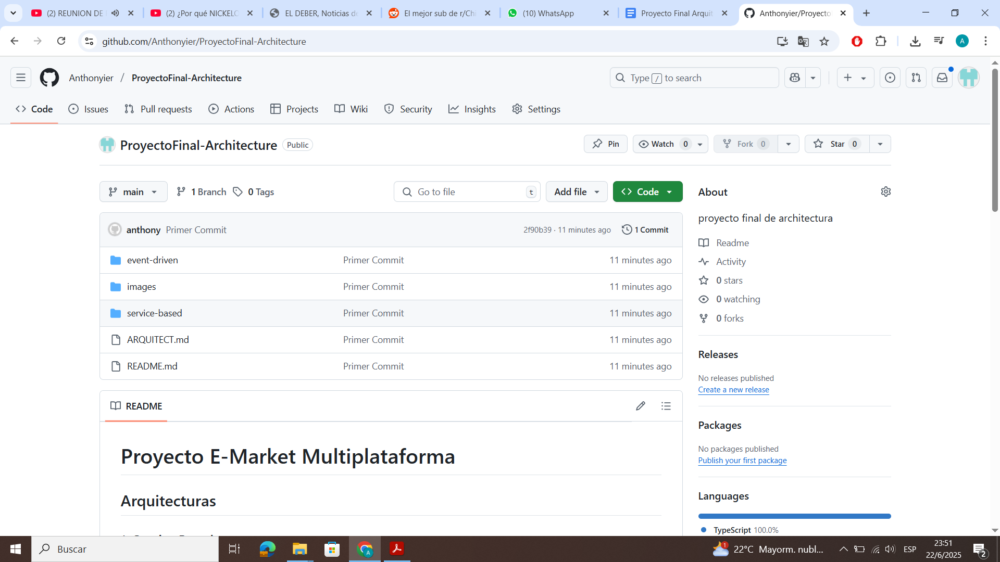 (2) REUNION DE
(2) ¿Por qué NICKELO
EL DEBER, Noticias de
El mejor sub de r/Chi
(10) WhatsApp
Proyecto Final Arquit
Anthonyier/Proyecto
github.com/Anthonyier/ProyectoFinal-Architecture
A
Anthonyier / ProyectoFinal-Architecture
Type / to search
Code
Issues
Pull requests
Actions
Projects
Wiki
Security
Insights
Settings
ProyectoFinal-Architecture
Public
Pin
Watch 0
Fork 0
Star 0
main
1 Branch
0 Tags
Go to file
t
Add file
Code
anthony Primer Commit
2f90b39 · 11 minutes ago
1 Commit
event-driven Primer Commit 11 minutes ago
images Primer Commit 11 minutes ago
service-based Primer Commit 11 minutes ago
ARQUITECT.md Primer Commit 11 minutes ago
README.md Primer Commit 11 minutes ago
README
Proyecto E-Market Multiplataforma
Arquitecturas
About
proyecto final de architectura
Readme
Activity
0 stars
0 watching
0 forks
Releases
No releases published
Create a new release
Packages
No packages published
Publish your first package
Languages
TypeScript 100.0%
Buscar
A
1
22°C Mayorm. nubl...
ESP
23:51
22/6/2025
2